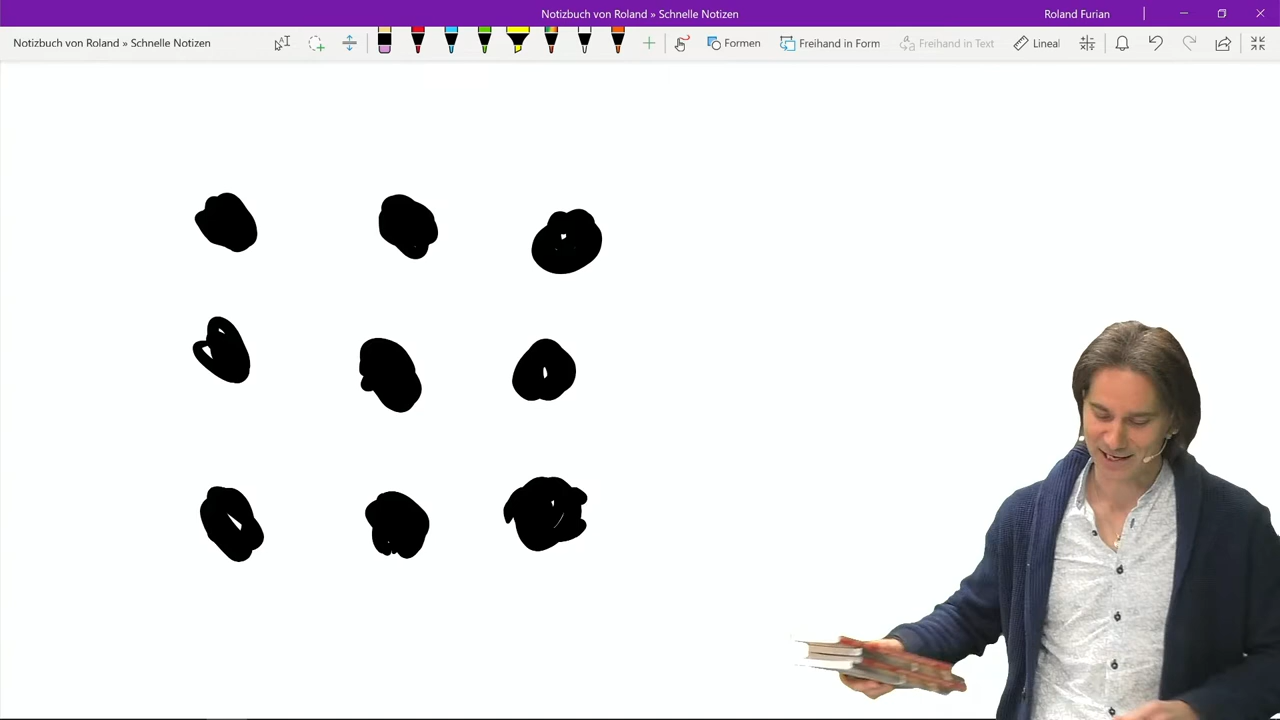 Notizbuch von Roland » Schnelle Notizen
Roland Furian
Notizbuch von Roland » Schnelle Notizen
Formen
Freihand in Form
Freihand in Text
Lineal